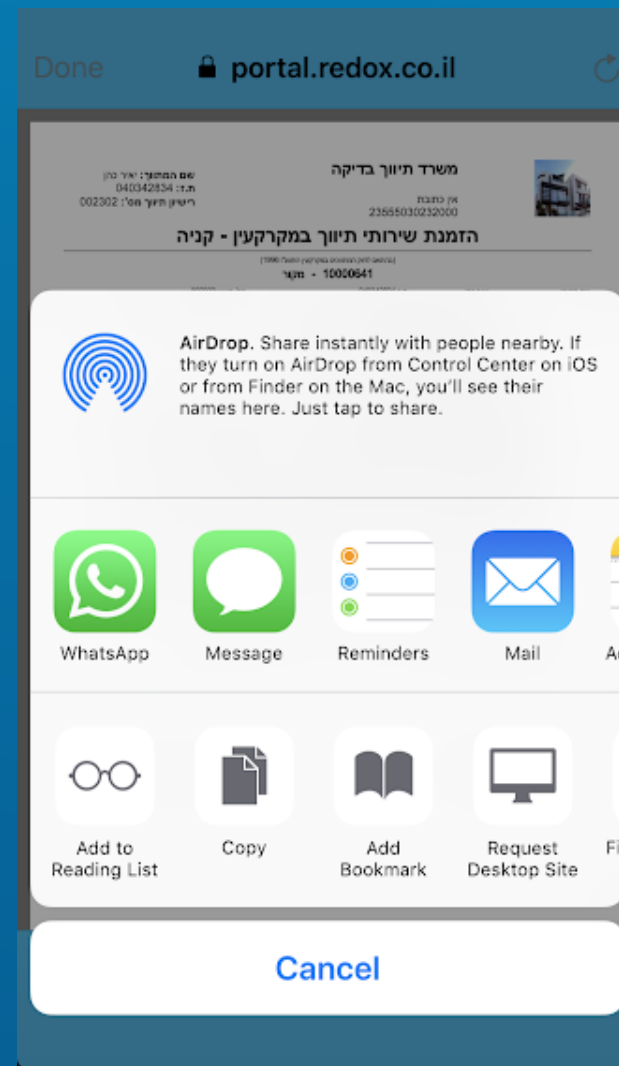 Done
portal.redox.co.il
משרד תיווך בדיקה
אין כתובת
23555030232000
שם המתווך: יאיר כהן
ת.ז: 040342834
רישיון תיווך מס': 002302
הזמנת שירותי תיווך במקרקעין - קניה
10000641 - מקור
AirDrop. Share instantly with people nearby. If
they turn on AirDrop from Control Center on iOS
or from Finder on the Mac, you'll see their
names here. Just tap to share.
WhatsApp
Message
Reminders
Mail
Add to
Reading List
Copy
Add
Bookmark
Request
Desktop Site
Cancel